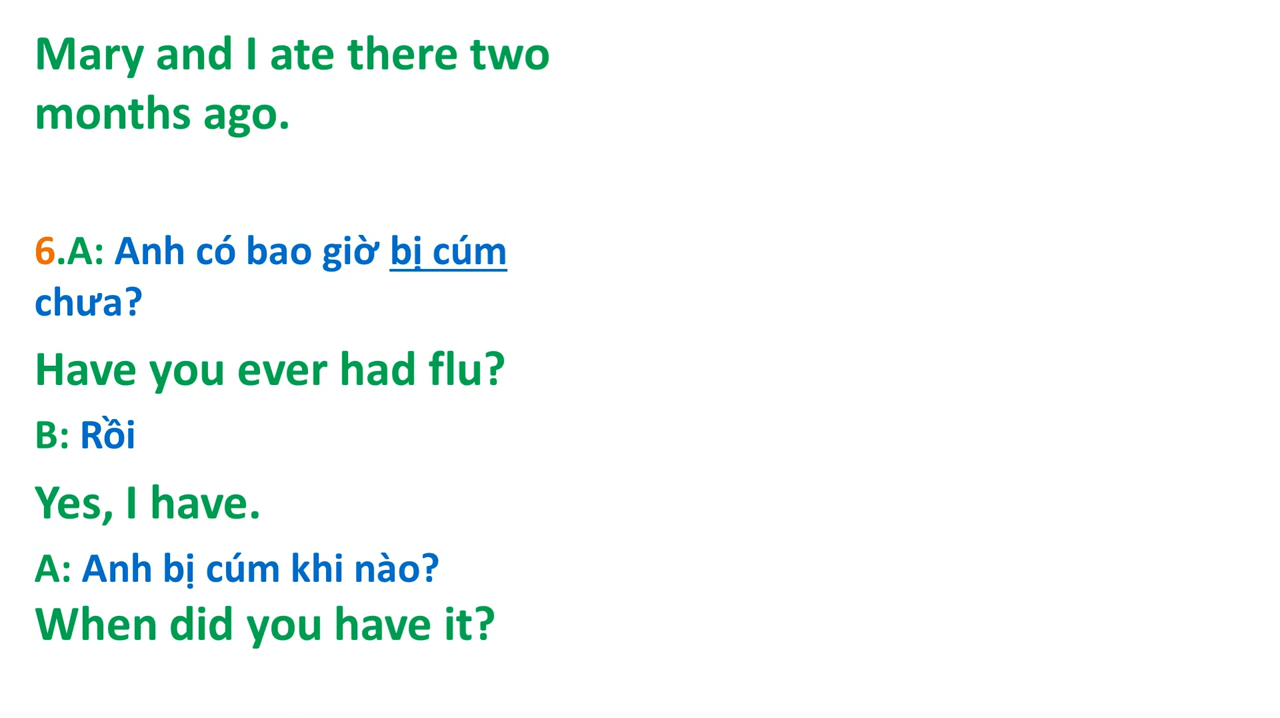 Mary and I ate there two
months ago.
6.A: Anh có bao giờ bị cúm
chưa?
Have you ever had flu?
B: Rồi
Yes, I have.
A: Anh bị cúm khi nào?
When did you have it?